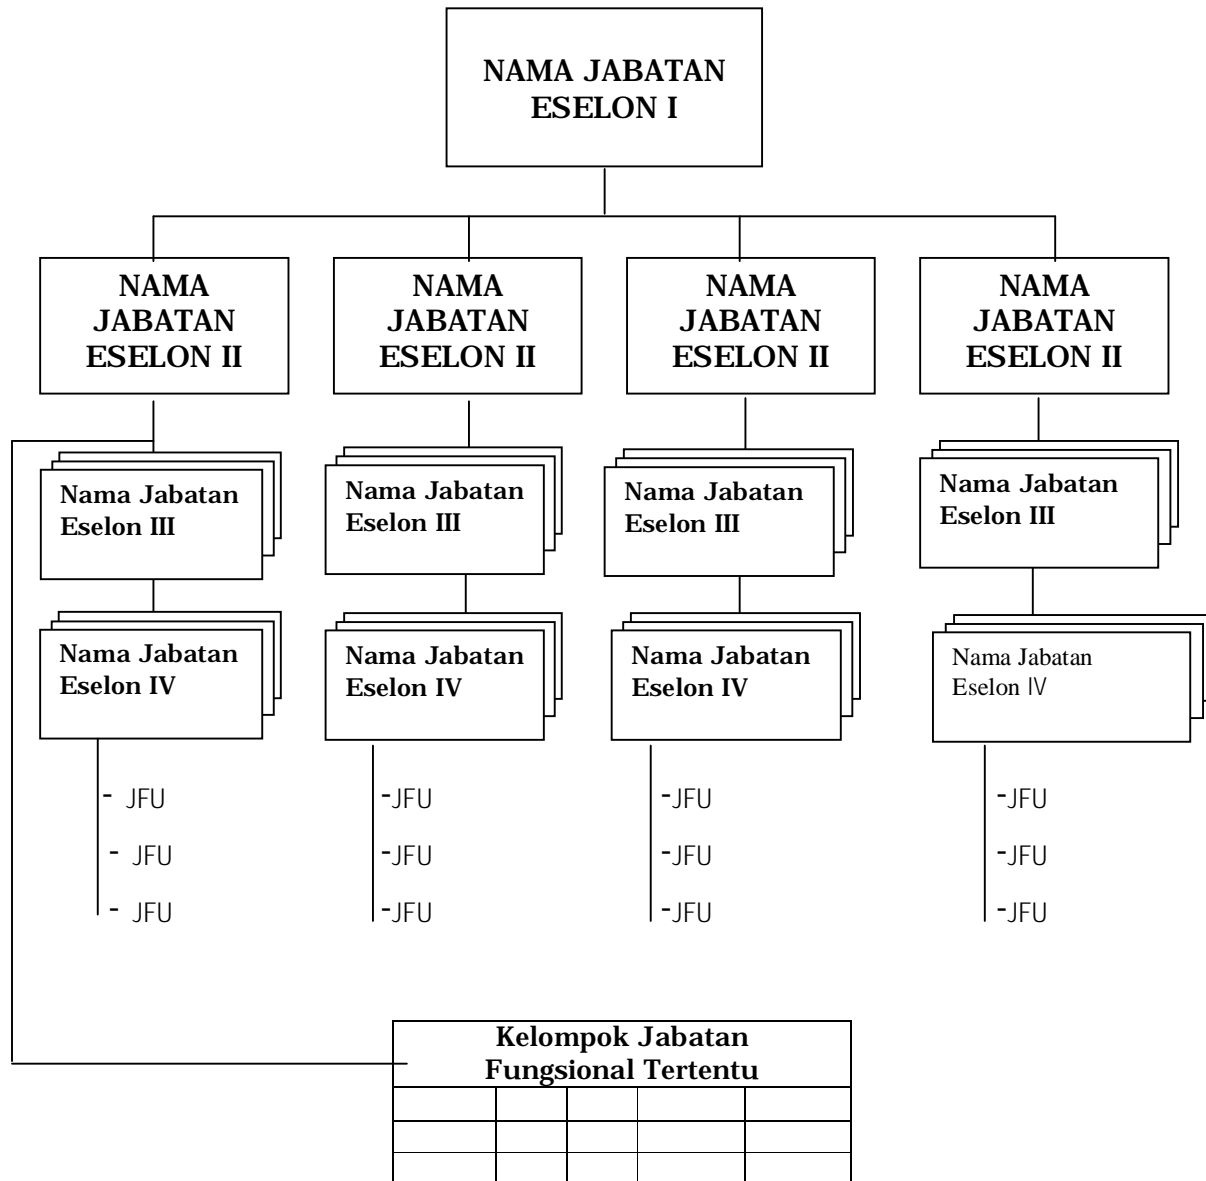 NAMA JABATAN
ESELON I
NAMA
JABATAN
ESELON II
NAMA
JABATAN
ESELON II
NAMA
JABATAN
ESELON II
NAMA
JABATAN
ESELON II
Nama Jabatan
Eselon III
Nama Jabatan
Eselon III
Nama Jabatan
Eselon III
Nama Jabatan
Eselon III
Nama Jabatan
Eselon IV
Nama Jabatan
Eselon IV
Nama Jabatan
Eselon IV
Nama Jabatan
Eselon IV
- JFU
- JFU
- JFU
-JFU
-JFU
-JFU
-JFU
-JFU
-JFU
-JFU
-JFU
-JFU
Kelompok Jabatan
Fungsional Tertentu